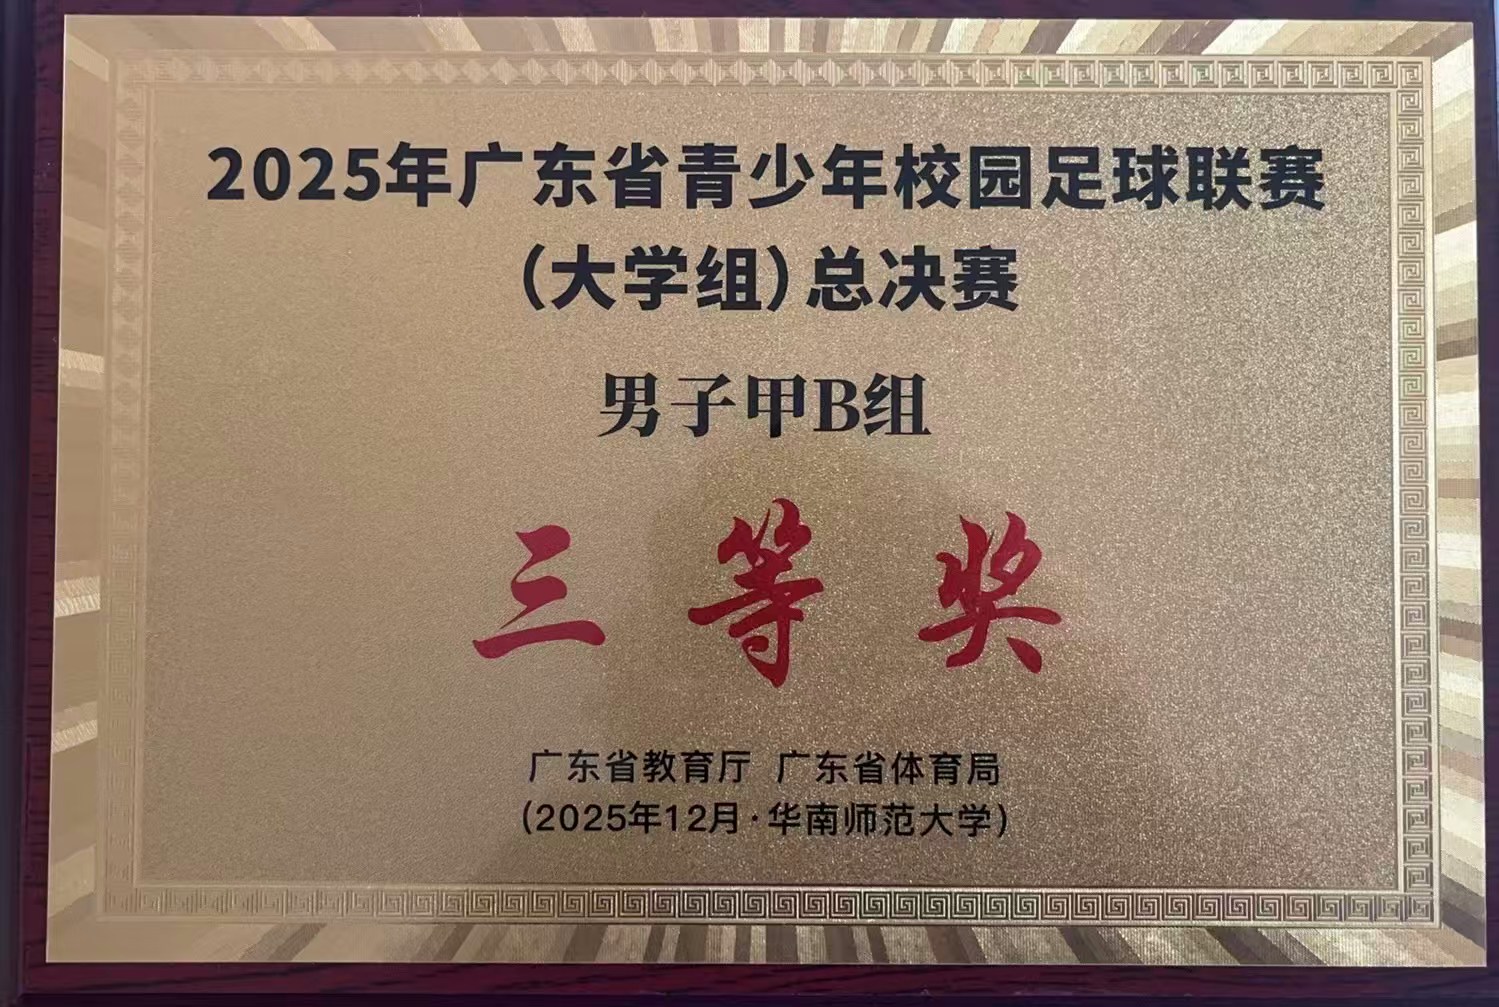 2025年广东省青少年校园足球联赛
（大学组）总决赛
男子甲B组
三等奖
广东省教育厅 广东省体育局
（2025年12月·华南师范大学）